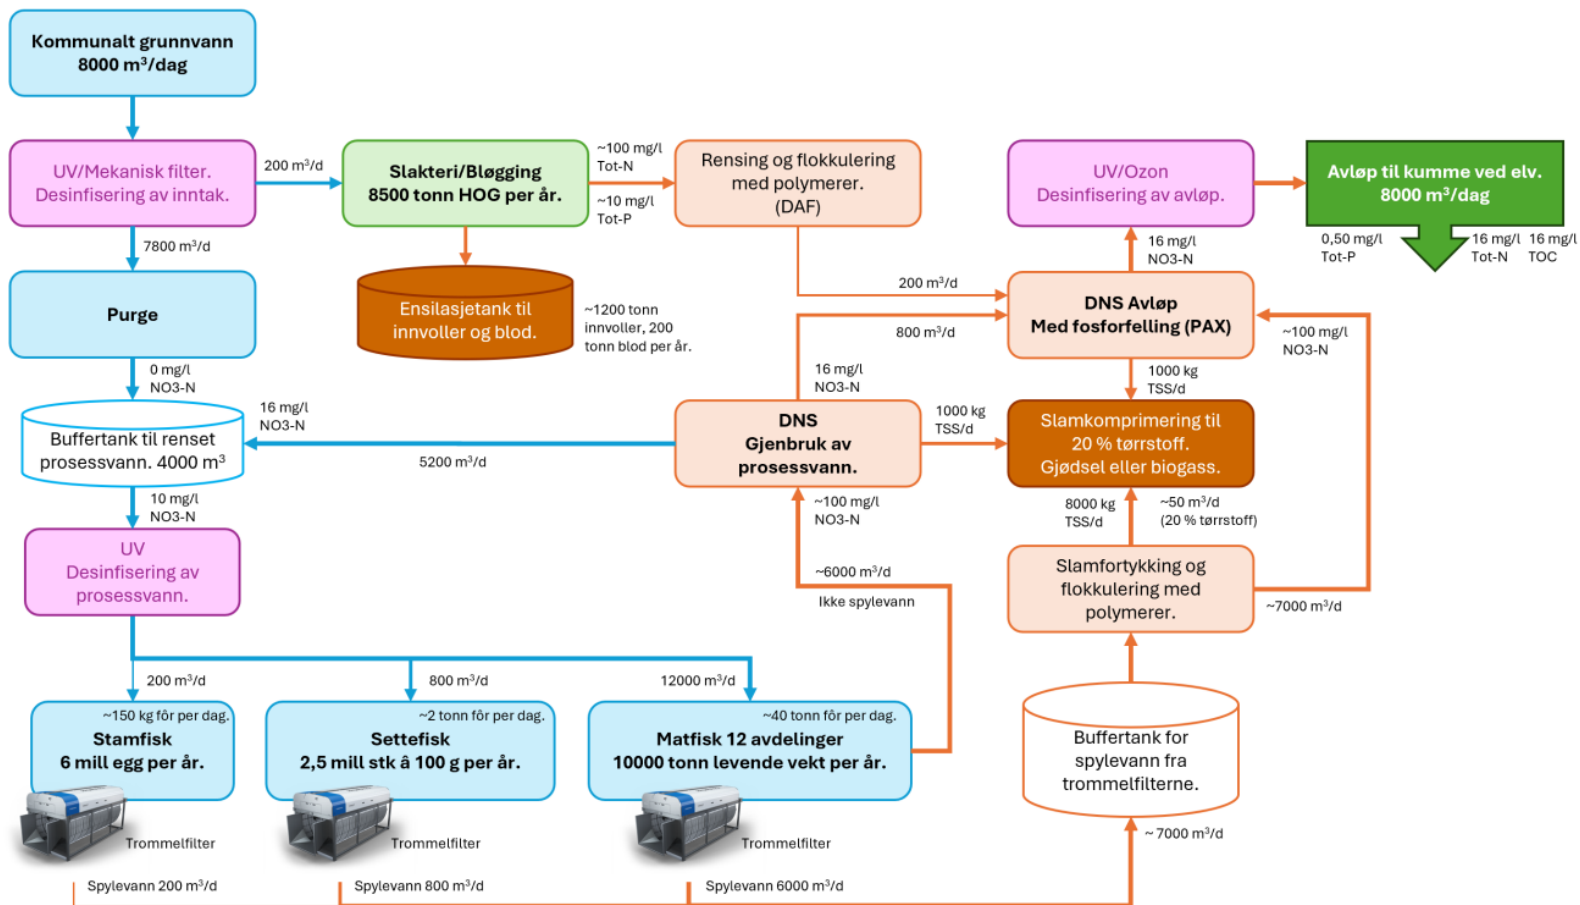 Kommunalt grunnvann
8000 m³/dag
UV/Mekanisk filter.
Desinfisering av inntak.
200 m³/d
Slakteri/Bløgging
8500 tonn HOG per år.
~100 mg/l
Tot-N
~10 mg/l
Tot-P
Rensing og flokkulering
med polymerer.
(DAF)
UV/Ozon
Desinfisering av avløp.
Avløp til kumme ved elv.
8000 m³/dag
0,50 mg/l
Tot-P
16 mg/l
Tot-N
16 mg/l
TOC
7800 m³/d
16 mg/l
NO3-N
Purge
Ensilasjetank til
innvoller og blod.
~1200 tonn
innvoller, 200
tonn blod per år.
200 m³/d
800 m³/d
DNS Avløp
Med fosforfelling (PAX)
~100 mg/l
NO3-N
0 mg/l
NO3-N
16 mg/l
NO3-N
1000 kg
TSS/d
16 mg/l
NO3-N
Buffertank til renset
prosessvann. 4000 m³
5200 m³/d
DNS
Gjenbruk av
prosessvann.
1000 kg
TSS/d
Slamkomprimering til
20 % tørrstoff.
Gjødsel eller biogass.
10 mg/l
NO3-N
~100 mg/l
NO3-N
8000 kg
TSS/d
~50 m³/d
(20 % tørrstoff)
UV
Desinfisering av
prosessvann.
~6000 m³/d
Ikke spylevann
Slamfortykking og
flokkulering med
polymerer.
~7000 m³/d
200 m³/d
800 m³/d
12000 m³/d
~150 kg fôr per dag.
Stamfisk
6 mill egg per år.
~2 tonn fôr per dag.
Settefisk
2,5 mill stk â 100 g per år.
~40 tonn fôr per dag.
Matfisk 12 avdelinger
10000 tonn levende vekt per år.
Buffertank for
spylevann fra
trommelfilterne.
~ 7000 m³/d
Trommelfilter
Trommelfilter
Trommelfilter
Spylevann 200 m³/d
Spylevann 800 m³/d
Spylevann 6000 m³/d